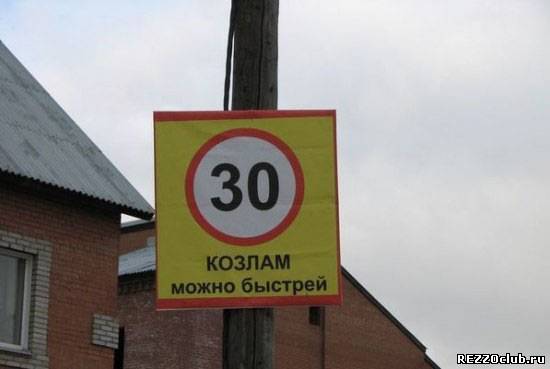 30
КОЗЛАМ
можно быстрей
REZZOclub.ru